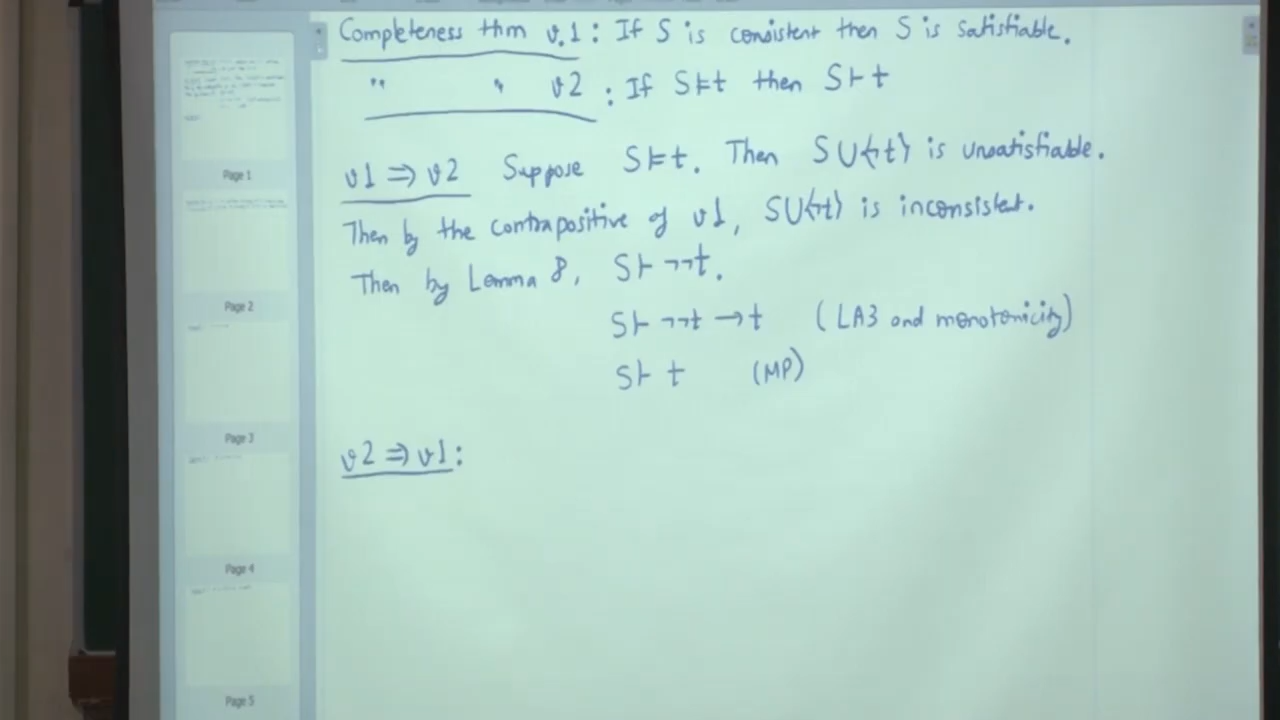 Completeness thm v.1 : If S is consistent then S is satisfiable.
" " v2 : If S⊨t then S⊢t
v1 ⇒ v2 Suppose S⊨t. Then S∪{¬t} is unsatisfiable.
Then by the contrapositive of v1, S∪{¬t} is inconsistent.
Then by Lemma 8, S⊢¬¬t.
S⊢ ¬¬t → t (LA3 and monotonicity)
S⊢ t (MP)
v2 ⇒ v1 :
Page 1
Page 2
Page 3
Page 4
Page 5